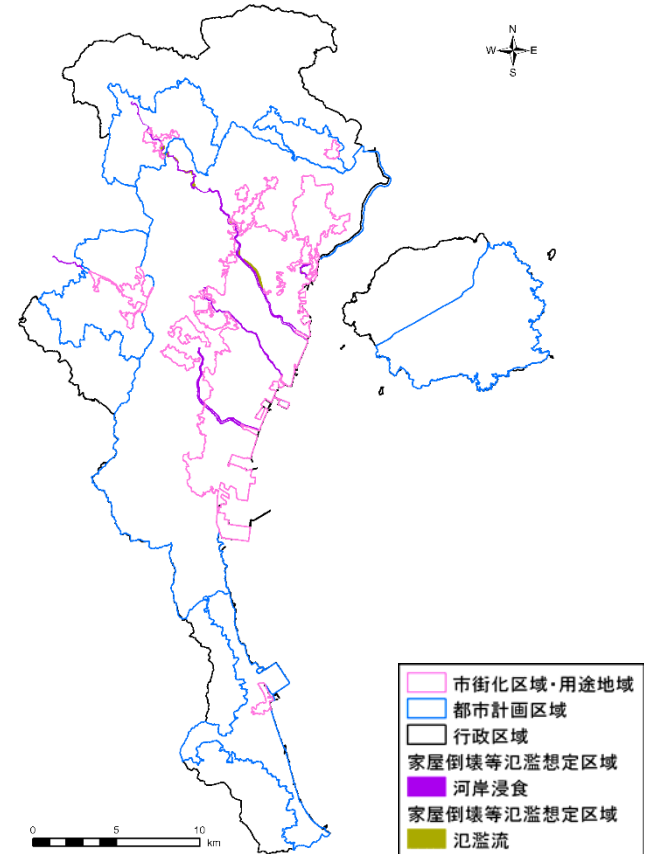 N
W E
S
市街化区域・用途地域
都市計画区域
行政区域
家屋倒壊等氾濫想定区域
河岸浸食
家屋倒壊等氾濫想定区域
氾濫流
0 5 10
km